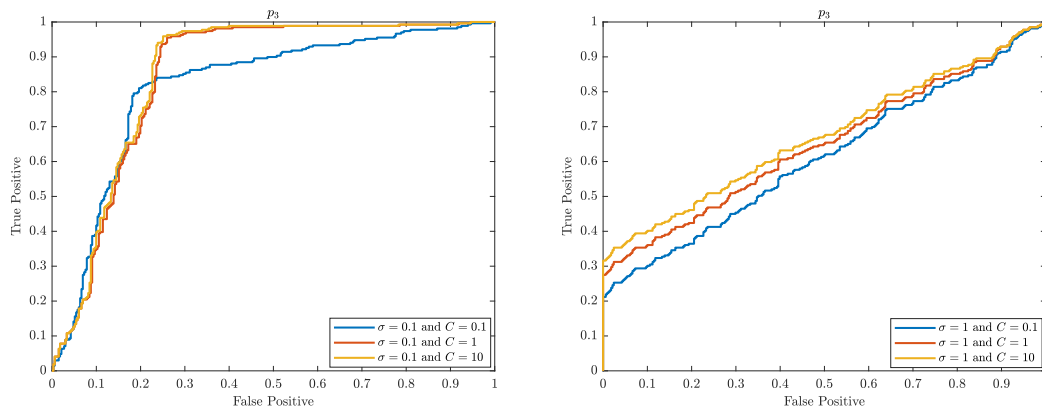 p₃
True Positive
1
0.9
0.8
0.7
0.6
0.5
0.4
0.3
0.2
0.1
0
0 0.1 0.2 0.3 0.4 0.5 0.6 0.7 0.8 0.9 1
False Positive
σ = 0.1 and C = 0.1
σ = 0.1 and C = 1
σ = 0.1 and C = 10
p₃
True Positive
1
0.9
0.8
0.7
0.6
0.5
0.4
0.3
0.2
0.1
0
0 0.1 0.2 0.3 0.4 0.5 0.6 0.7 0.8 0.9
False Positive
σ = 1 and C = 0.1
σ = 1 and C = 1
σ = 1 and C = 10